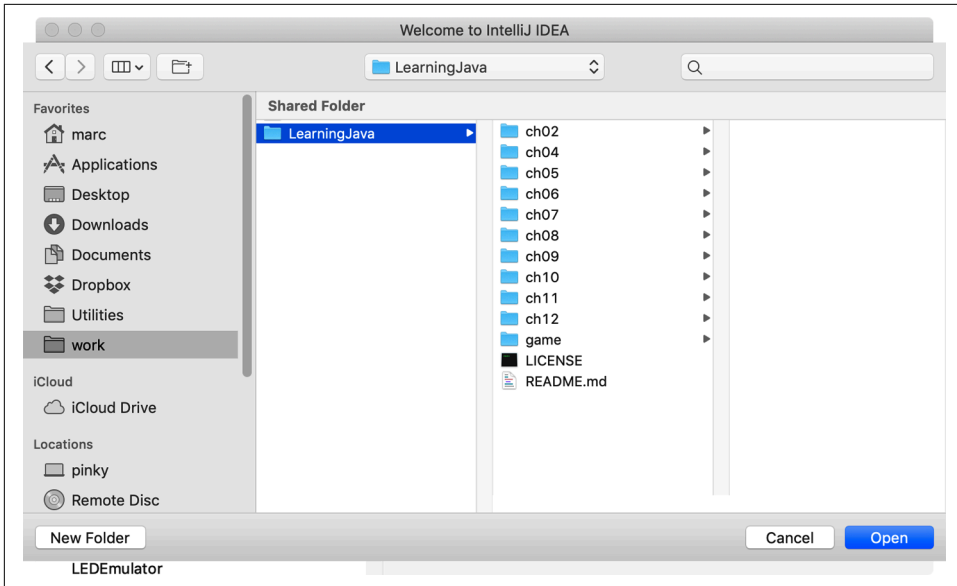 Welcome to IntelliJ IDEA
LearningJava
Favorites
marc
Applications
Desktop
Downloads
Documents
Dropbox
Utilities
work
iCloud
iCloud Drive
Locations
pinky
Remote Disc
Shared Folder
LearningJava
ch02
ch04
ch05
ch06
ch07
ch08
ch09
ch10
ch11
ch12
game
LICENSE
README.md
New Folder
Cancel
Open
LEDEmulator